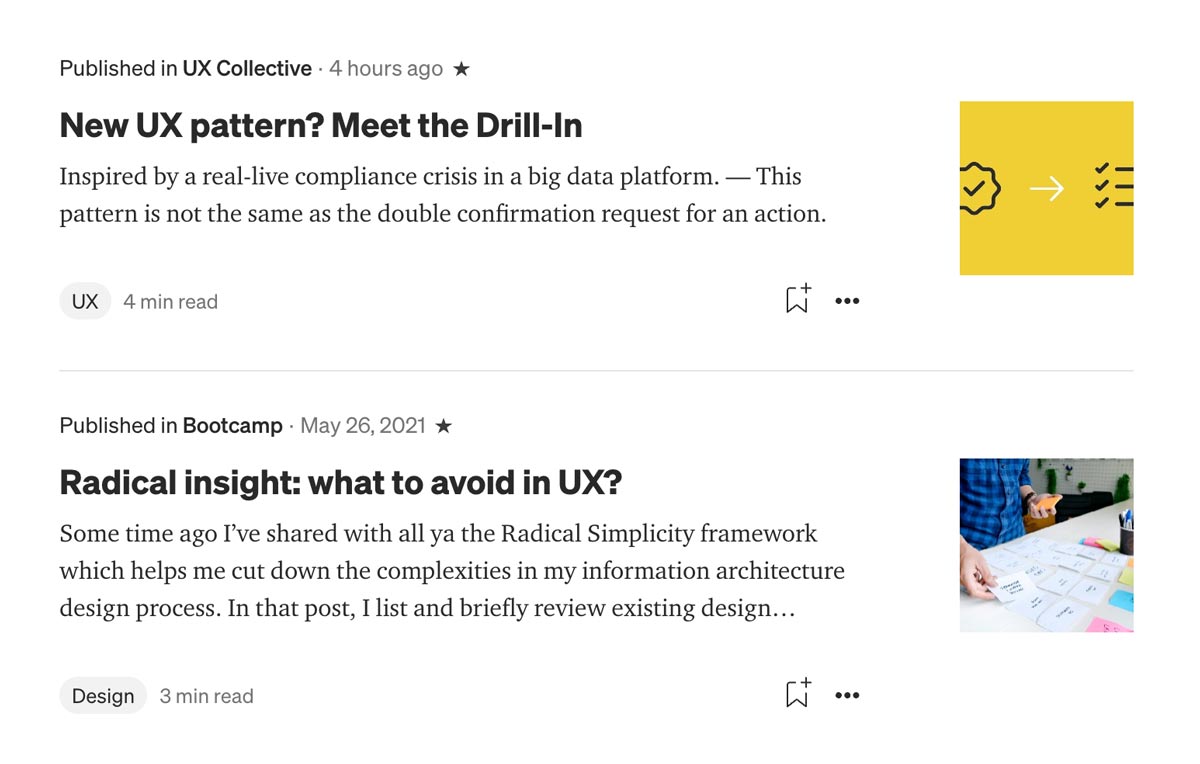 Published in UX Collective · 4 hours ago ★
New UX pattern? Meet the Drill-In
Inspired by a real-live compliance crisis in a big data platform. — This
pattern is not the same as the double confirmation request for an action.
UX 4 min read
Published in Bootcamp · May 26, 2021 ★
Radical insight: what to avoid in UX?
Some time ago I’ve shared with all ya the Radical Simplicity framework
which helps me cut down the complexities in my information architecture
design process. In that post, I list and briefly review existing design…
Design 3 min read